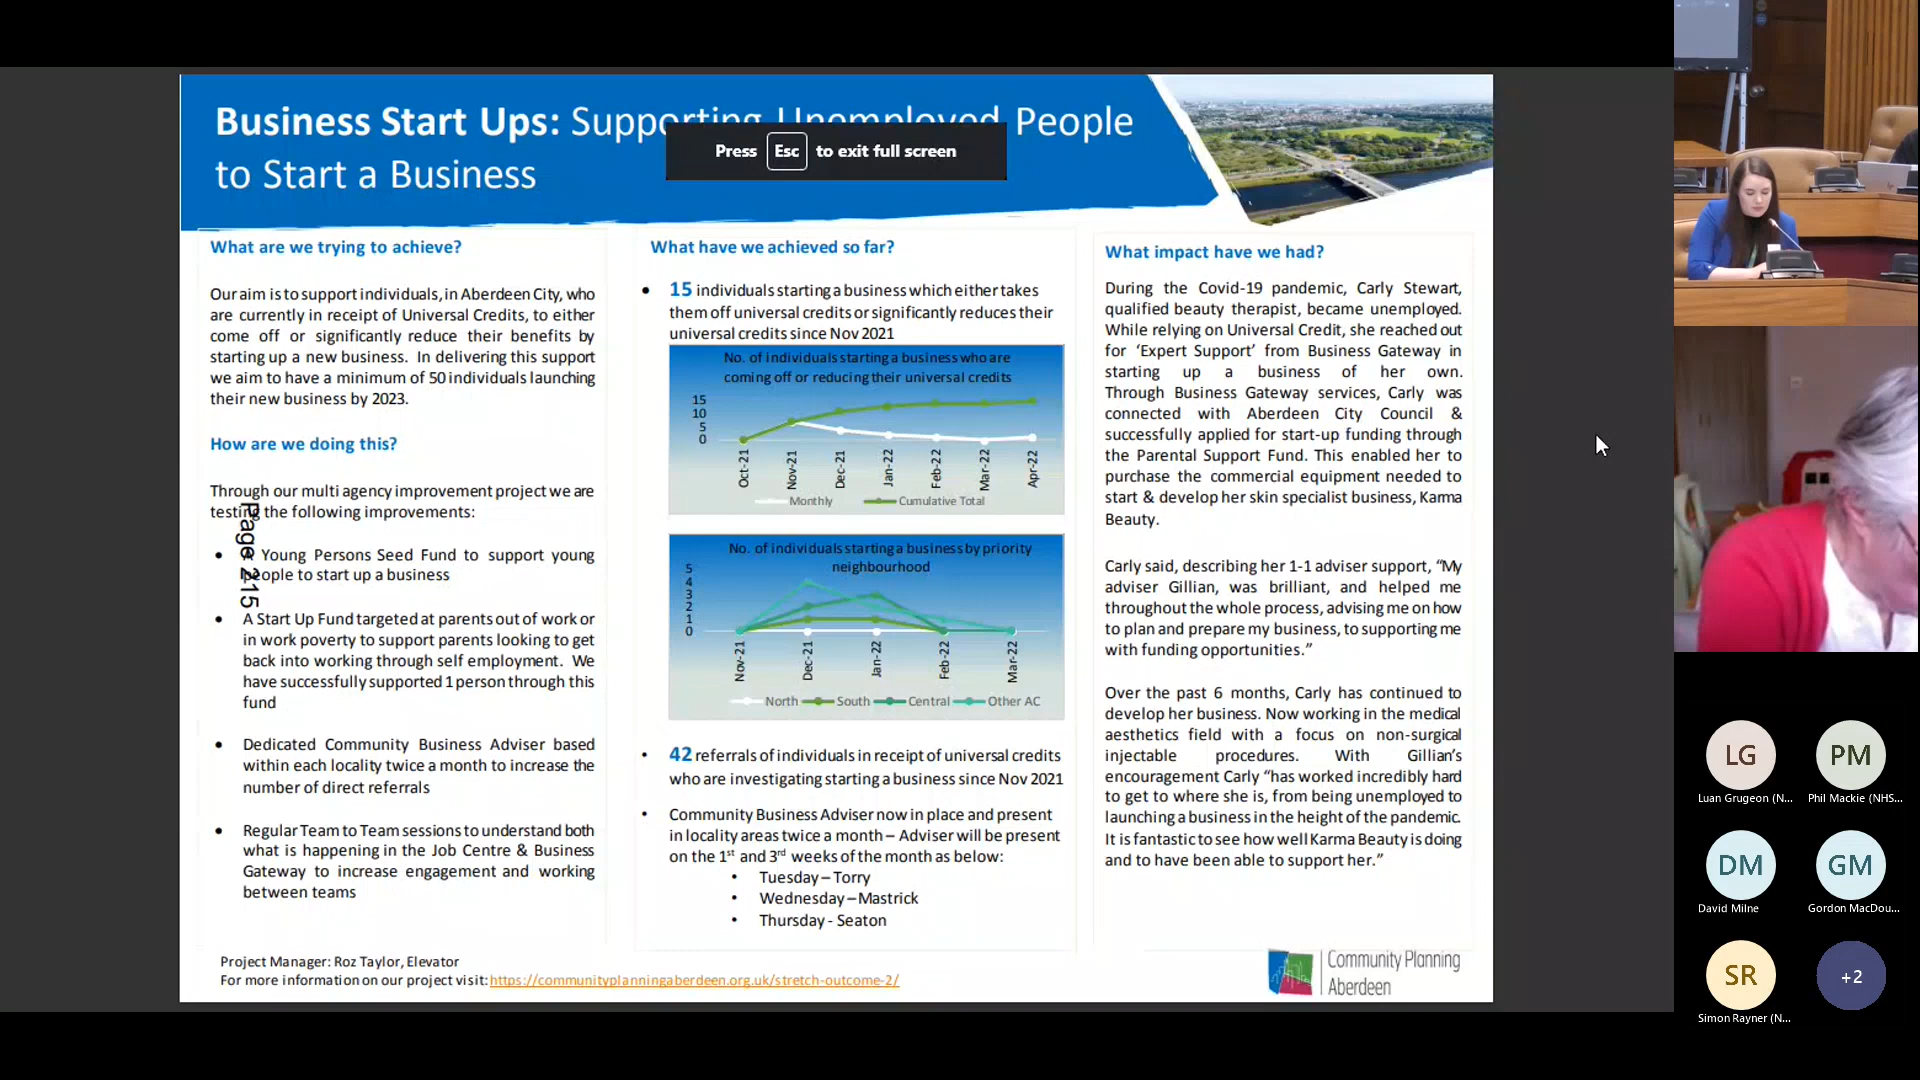 Business Start Ups: Supporting Unemployed People
to Start a Business
Press Esc to exit full screen
What are we trying to achieve?
Our aim is to support individuals, in Aberdeen City, who
are currently in receipt of Universal Credits, to either
come off or significantly reduce their benefits by
starting up a new business. In delivering this support
we aim to have a minimum of 50 individuals launching
their new business by 2023.
How are we doing this?
Through our multi agency improvement project we are
testing the following improvements:
• A Young Persons Seed Fund to support young
people to start up a business
• A Start Up Fund targeted at parents out of work or
in work poverty to support parents looking to get
back into working through self employment. We
have successfully supported 1 person through this
fund
• Dedicated Community Business Adviser based
within each locality twice a month to increase the
number of direct referrals
• Regular Team to Team sessions to understand both
what is happening in the Job Centre & Business
Gateway to increase engagement and working
between teams
Page 215
What have we achieved so far?
• 15 individuals starting a business which either takes
them off universal credits or significantly reduces their
universal credits since Nov 2021
No. of individuals starting a business who are
coming off or reducing their universal credits
15
10
5
0
Oct-21 Nov-21 Dec-21 Jan-22 Feb-22 Mar-22 Apr-22
Monthly Cumulative Total
No. of individuals starting a business by priority
neighbourhood
5
4
3
2
1
0
Nov-21 Dec-21 Jan-22 Feb-22 Mar-22
North South Central Other AC
• 42 referrals of individuals in receipt of universal credits
who are investigating starting a business since Nov 2021
• Community Business Adviser now in place and present
in locality areas twice a month – Adviser will be present
on the 1st and 3rd weeks of the month as below:
• Tuesday – Torry
• Wednesday – Mastrick
• Thursday - Seaton
What impact have we had?
During the Covid-19 pandemic, Carly Stewart,
qualified beauty therapist, became unemployed.
While relying on Universal Credit, she reached out
for ‘Expert Support’ from Business Gateway in
starting up a business of her own.
Through Business Gateway services, Carly was
connected with Aberdeen City Council &
successfully applied for start-up funding through
the Parental Support Fund. This enabled her to
purchase the commercial equipment needed to
start & develop her skin specialist business, Karma
Beauty.
Carly said, describing her 1-1 adviser support, “My
adviser Gillian, was brilliant, and helped me
throughout the whole process, advising me on how
to plan and prepare my business, to supporting me
with funding opportunities.”
Over the past 6 months, Carly has continued to
develop her business. Now working in the medical
aesthetics field with a focus on non-surgical
injectable procedures. With Gillian’s
encouragement Carly “has worked incredibly hard
to get to where she is, from being unemployed to
launching a business in the height of the pandemic.
It is fantastic to see how well Karma Beauty is doing
and to have been able to support her.”
Project Manager: Roz Taylor, Elevator
For more information on our project visit: https://communityplanningaberdeen.org.uk/stretch-outcome-2/
Community Planning
Aberdeen
LG
Luan Grugeon (N...
PM
Phil Mackie (NHS...
DM
David Milne
GM
Gordon MacDou...
SR
Simon Rayner (N...
+2